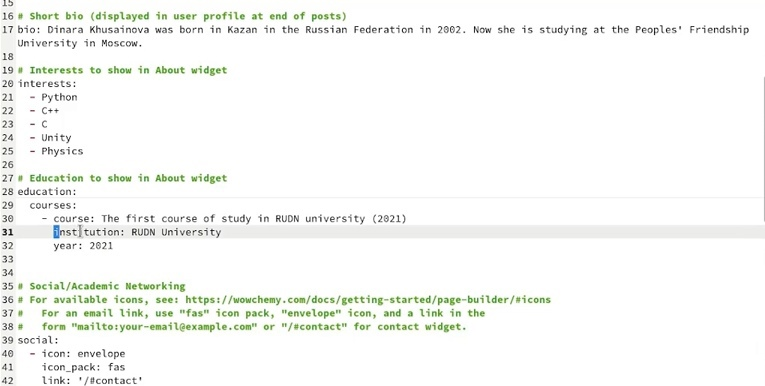 15
16 # Short bio (displayed in user profile at end of posts)
17 bio: Dinara Khusainova was born in Kazan in the Russian Federation in 2002. Now she is studying at the Peoples' Friendship
University in Moscow.
18
19 # Interests to show in About widget
20 interests:
21   - Python
22   - C++
23   - C
24   - Unity
25   - Physics
26
27 # Education to show in About widget
28 education:
29   courses:
30     - course: The first course of study in RUDN university (2021)
31       institution: RUDN University
32       year: 2021
33
34
35 # Social/Academic Networking
36 # For available icons, see: https://wowchemy.com/docs/getting-started/page-builder/#icons
37 #   For an email link, use "fas" icon pack, "envelope" icon, and a link in the
38 #   form "mailto:your-email@example.com" or "/#contact" for contact widget.
39 social:
40   - icon: envelope
41     icon_pack: fas
42     link: '/#contact'